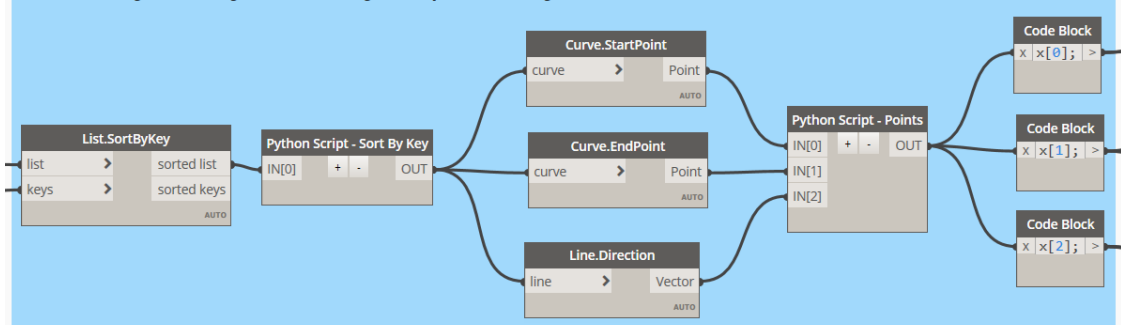 List.SortByKey
list > sorted list
keys > sorted keys
AUTO
Python Script - Sort By Key
IN[0] + - OUT
Curve.StartPoint
curve > Point
AUTO
Curve.EndPoint
curve > Point
AUTO
Line.Direction
line > Vector
AUTO
Python Script - Points
IN[0] + - OUT
IN[1]
IN[2]
Code Block
x x[0]; >
Code Block
x x[1]; >
Code Block
x x[2]; >